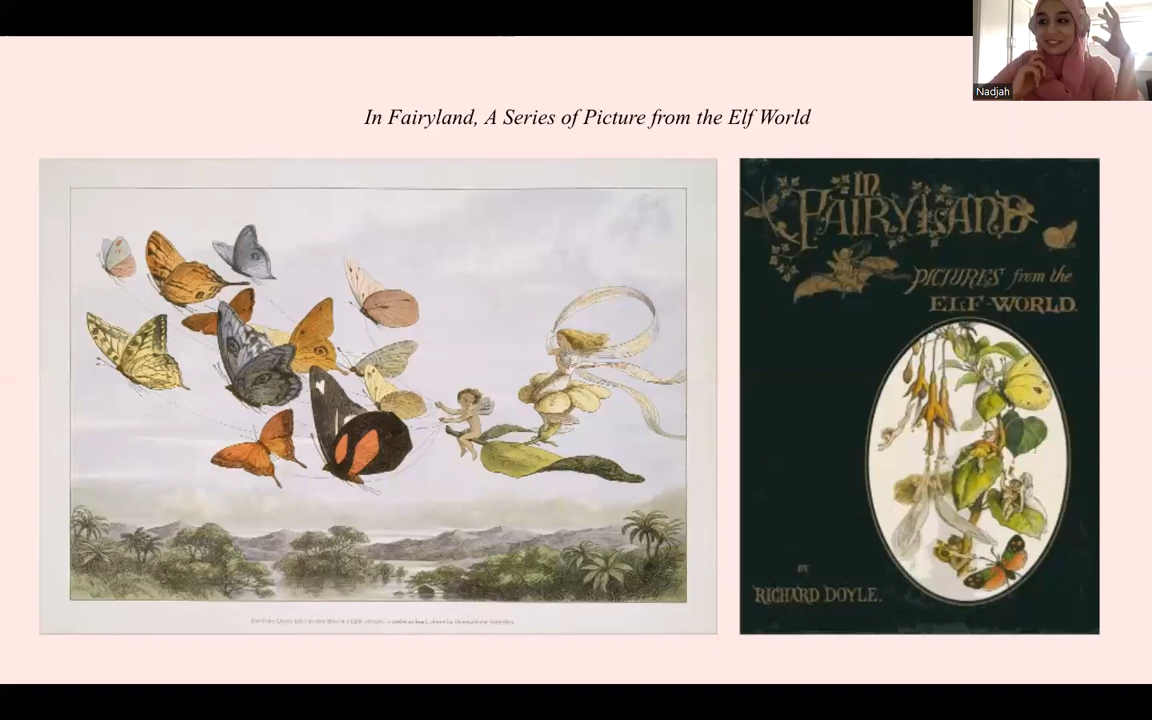 Nadjah
In Fairyland, A Series of Picture from the Elf World
IN
FAIRYLAND
PICTURES from the
ELF-WORLD.
BY
RICHARD DOYLE.